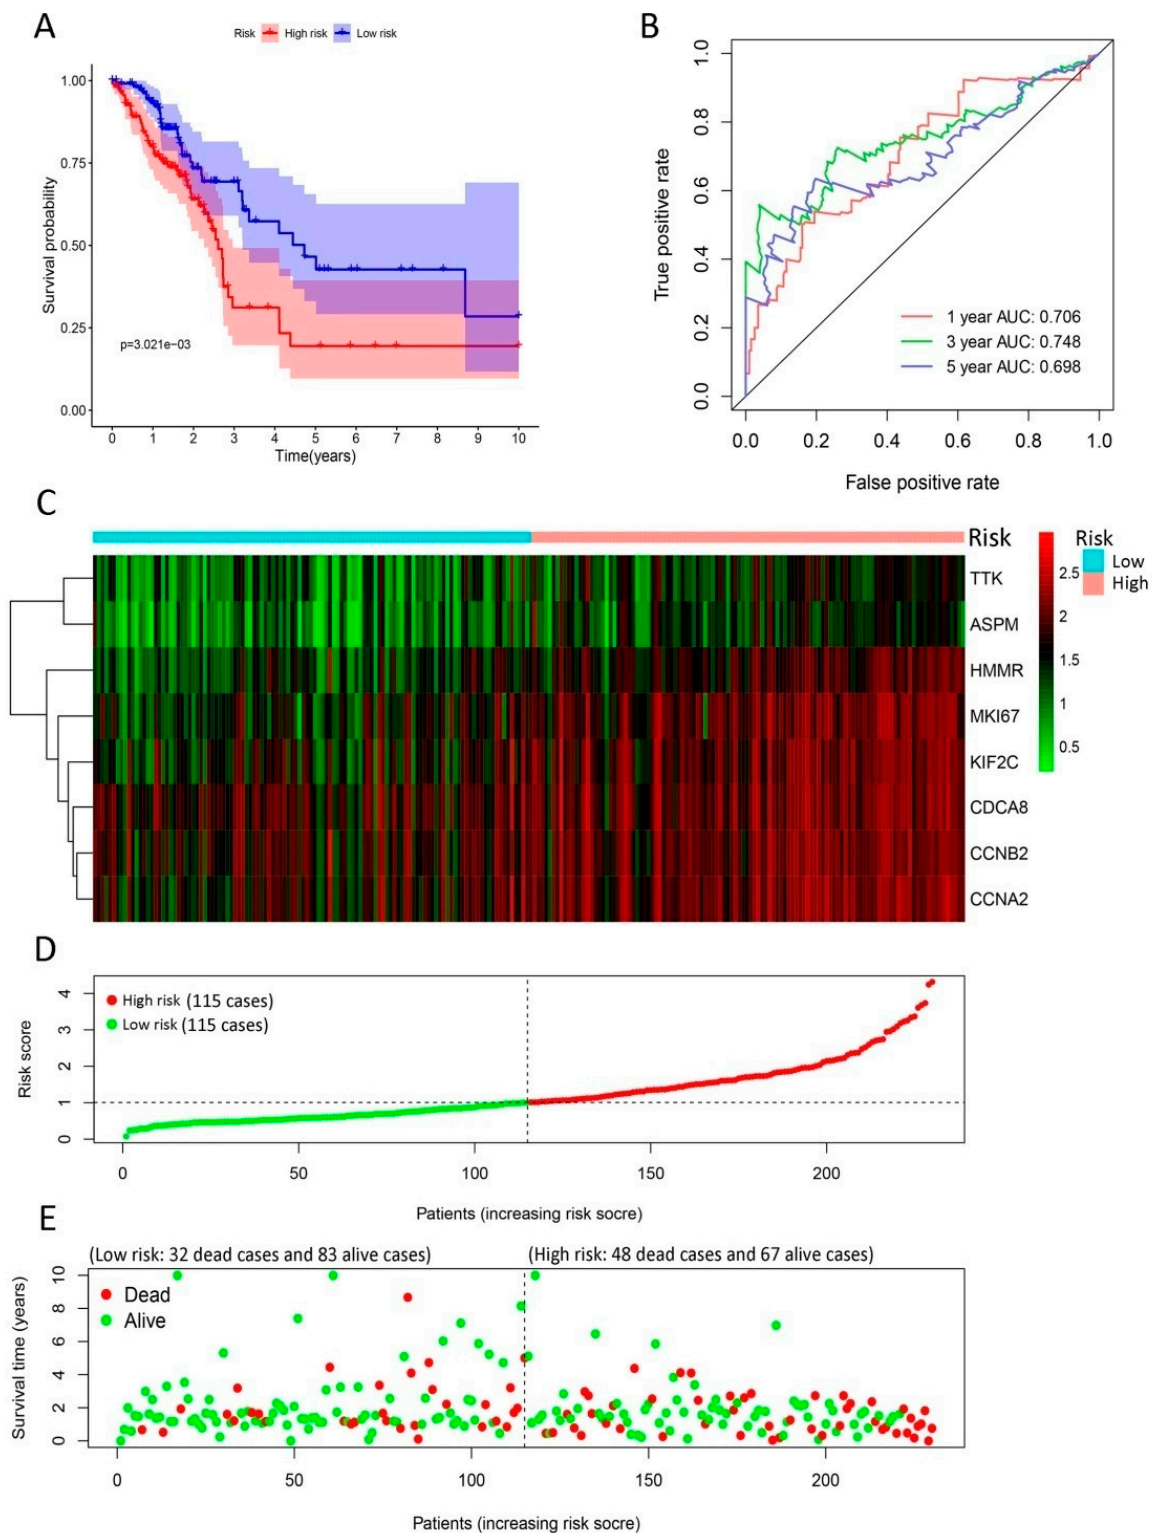 A
Risk High risk Low risk
Survival probability
1.00
0.75
0.50
0.25
0.00
p=3.021e−03
0 1 2 3 4 5 6 7 8 9 10
Time(years)
B
True positive rate
1.0
0.8
0.6
0.4
0.2
0.0
1 year AUC: 0.706
3 year AUC: 0.748
5 year AUC: 0.698
0.0 0.2 0.4 0.6 0.8 1.0
False positive rate
C
Risk
TTK
ASPM
HMMR
MKI67
KIF2C
CDCA8
CCNB2
CCNA2
2.5
2
1.5
1
0.5
Risk
Low
High
D
Risk score
4
3
2
1
0
High risk (115 cases)
Low risk (115 cases)
0 50 100 150 200
Patients (increasing risk socre)
E
(Low risk: 32 dead cases and 83 alive cases) (High risk: 48 dead cases and 67 alive cases)
Survival time (years)
10
8
6
4
2
0
Dead
Alive
0 50 100 150 200
Patients (increasing risk socre)